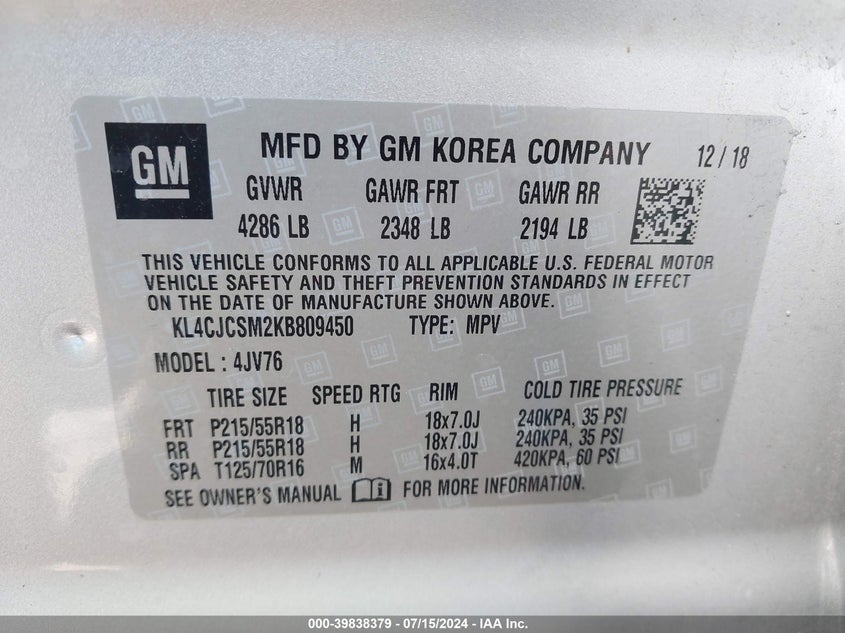 GM MFD BY GM KOREA COMPANY 12/18
GVWR GAWR FRT GAWR RR
4286 LB 2348 LB 2194 LB
THIS VEHICLE CONFORMS TO ALL APPLICABLE U.S. FEDERAL MOTOR
VEHICLE SAFETY AND THEFT PREVENTION STANDARDS IN EFFECT
ON THE DATE OF MANUFACTURE SHOWN ABOVE.
KL4CJCSM2KB809450 TYPE: MPV
MODEL : 4JV76
TIRE SIZE SPEED RTG RIM COLD TIRE PRESSURE
FRT P215/55R18 H 18x7.0J 240KPA, 35 PSI
RR P215/55R18 H 18x7.0J 240KPA, 35 PSI
SPA T125/70R16 M 16x4.0T 420KPA, 60 PSI
SEE OWNER'S MANUAL i FOR MORE INFORMATION.
000-39838379 - 07/15/2024 - IAA Inc.